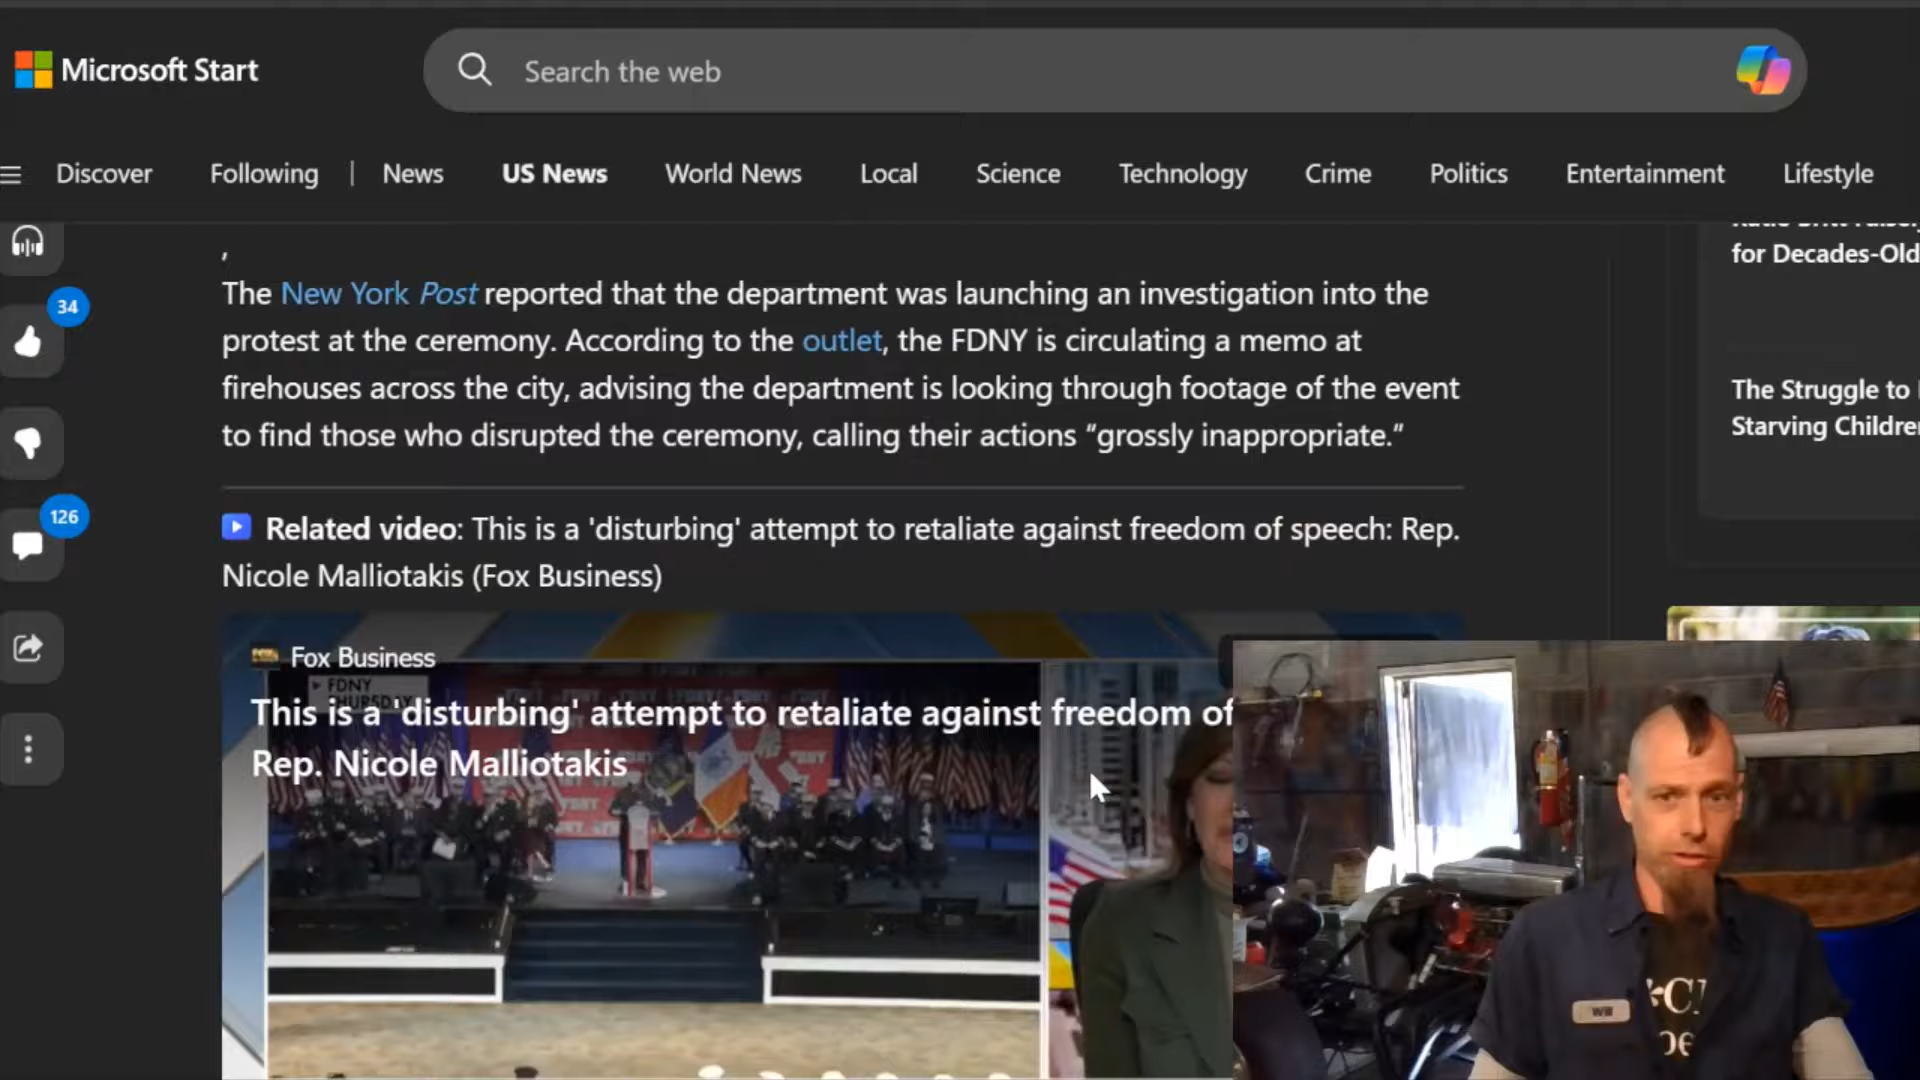 Microsoft Start
Search the web
Discover
Following
News
US News
World News
Local
Science
Technology
Crime
Politics
Entertainment
Lifestyle
34
126
,
The New York Post reported that the department was launching an investigation into the
protest at the ceremony. According to the outlet, the FDNY is circulating a memo at
firehouses across the city, advising the department is looking through footage of the event
to find those who disrupted the ceremony, calling their actions “grossly inappropriate.”
Related video: This is a 'disturbing' attempt to retaliate against freedom of speech: Rep.
Nicole Malliotakis (Fox Business)
Fox Business
FDNY
THURSDAY
This is a 'disturbing' attempt to retaliate against freedom of
Rep. Nicole Malliotakis
for Decades-Old
The Struggle to
Starving Childre
Will